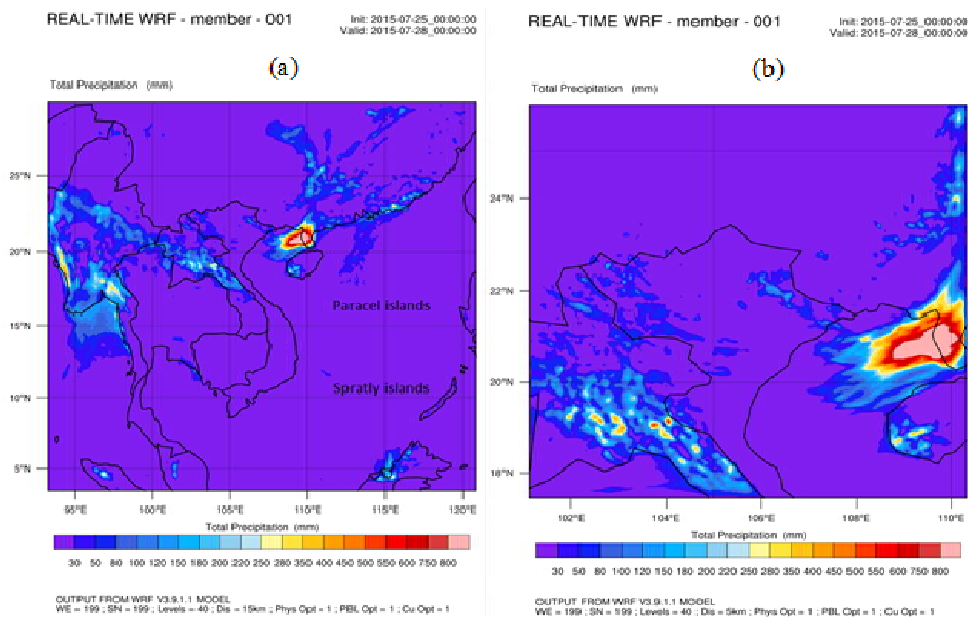 REAL-TIME WRF - member - 001
Init: 2015-07-25_00:00:00
Valid: 2015-07-28_00:00:00
(a)
Total Precipitation (mm)
25°N
20°N
15°N
10°N
5°N
Paracel islands
Spratly islands
95°E 100°E 105°E 110°E 115°E 120°E
Total Precipitation (mm)
30 50 80 100 120 150 180 200 220 250 280 350 400 450 500 550 600 750 800
OUTPUT FROM WRF V3.9.1.1 MODEL
WE = 199 ; SN = 199 ; Levels = 40 ; Dis = 15km ; Phys Opt = 1 ; PBL Opt = 1 ; Cu Opt = 1
REAL-TIME WRF - member - 001
Init: 2015-07-25_00:00:00
Valid: 2015-07-28_00:00:00
(b)
Total Precipitation (mm)
24°N
22°N
20°N
18°N
102°E 104°E 106°E 108°E 110°E
Total Precipitation (mm)
30 50 80 100 120 150 180 200 220 250 280 350 400 450 500 550 600 750 800
OUTPUT FROM WRF V3.9.1.1 MODEL
WE = 199 ; SN = 199 ; Levels = 40 ; Dis = 5km ; Phys Opt = 1 ; PBL Opt = 1 ; Cu Opt = 1